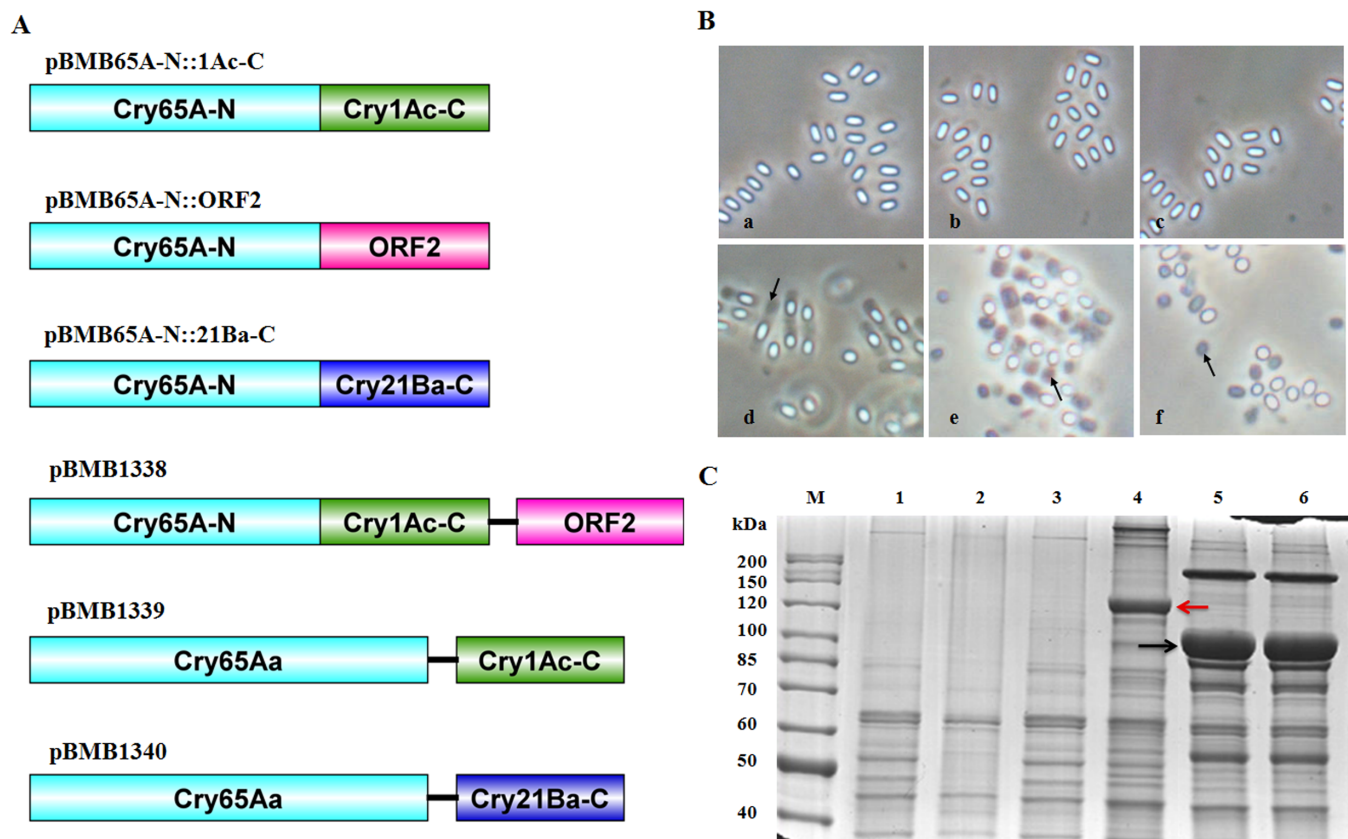 A
pBMB65A-N::1Ac-C
Cry65A-N Cry1Ac-C
pBMB65A-N::ORF2
Cry65A-N ORF2
pBMB65A-N::21Ba-C
Cry65A-N Cry21Ba-C
pBMB1338
Cry65A-N Cry1Ac-C ORF2
pBMB1339
Cry65Aa Cry1Ac-C
pBMB1340
Cry65Aa Cry21Ba-C
B
a b c
d e f
C
M 1 2 3 4 5 6
kDa
200
150
120
100
85
70
60
50
40